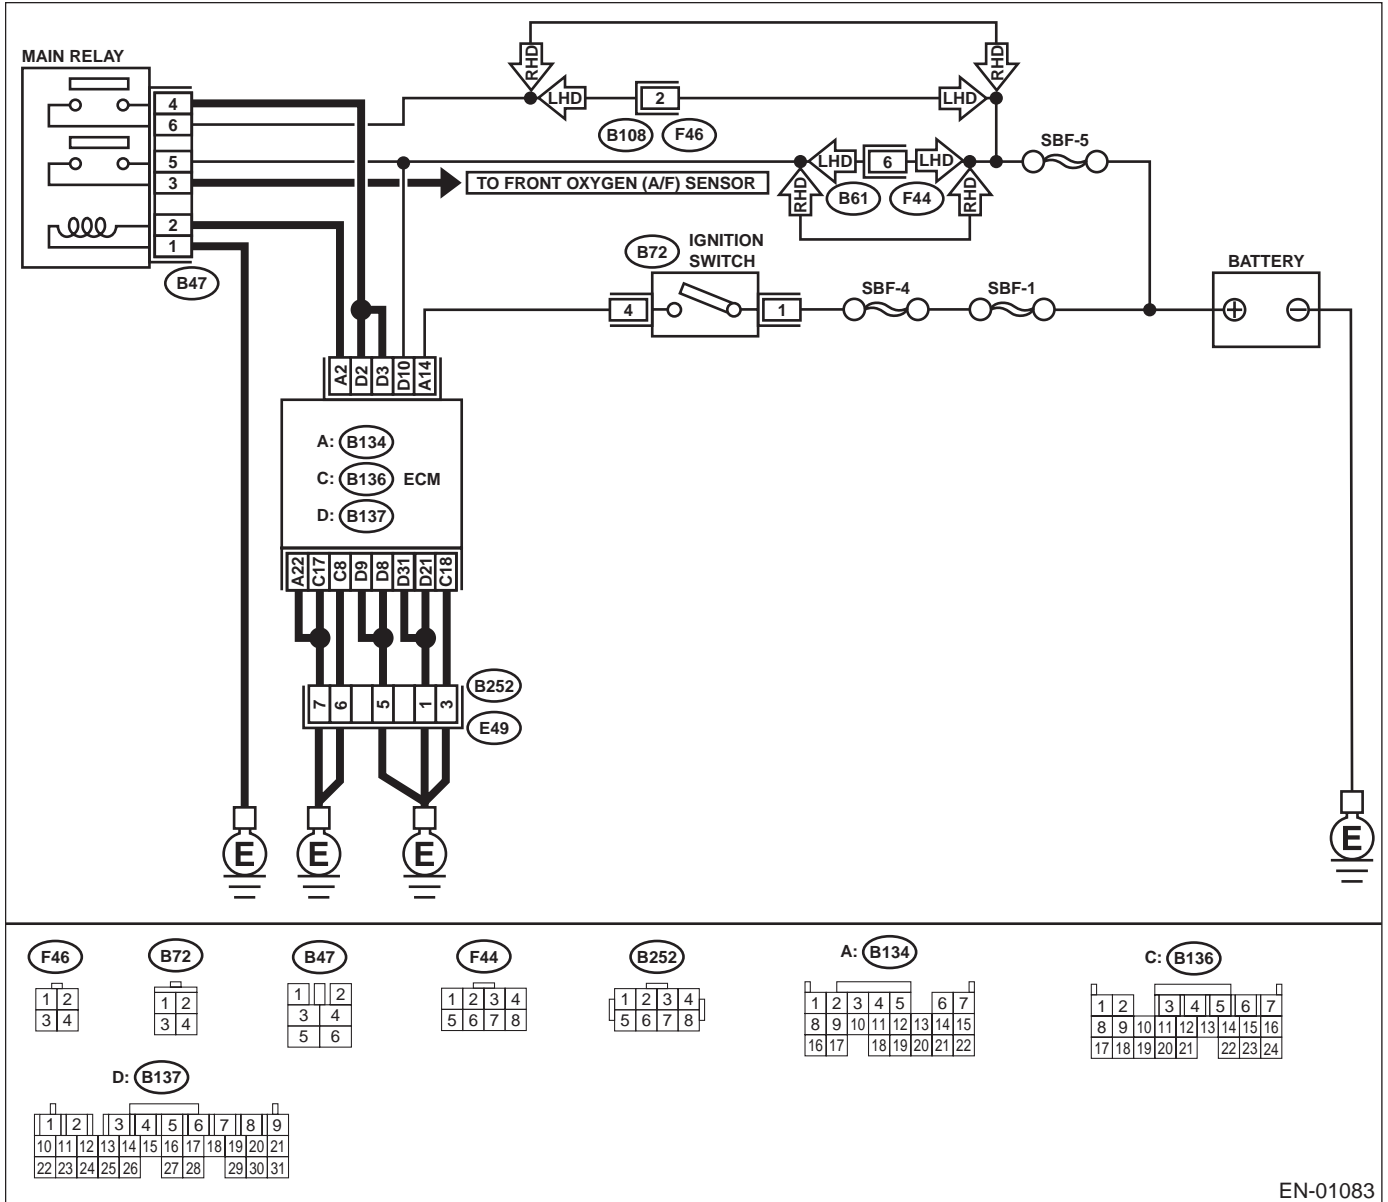 MAIN RELAY
4
6
5
3
2
1
B47
RHD
RHD
LHD
2
LHD
B108
F46
LHD
6
LHD
RHD
RHD
B61
F44
SBF-5
TO FRONT OXYGEN (A/F) SENSOR
B72
IGNITION
SWITCH
4
1
SBF-4
SBF-1
BATTERY
+
−
A2
D2
D3
D10
A14
A: B134
C: B136 ECM
D: B137
A22
C17
C8
D9
D8
D31
D21
C18
7
6
5
1
3
B252
E49
E
E
E
E
F46
1 2
3 4
B72
1 2
3 4
B47
1 2
3 4
5 6
F44
1 2 3 4
5 6 7 8
B252
1 2 3 4
5 6 7 8
A: B134
1 2 3 4 5 6 7
8 9 10 11 12 13 14 15
16 17 18 19 20 21 22
C: B136
1 2 3 4 5 6 7
8 9 10 11 12 13 14 15 16
17 18 19 20 21 22 23 24
D: B137
1 2 3 4 5 6 7 8 9
10 11 12 13 14 15 16 17 18 19 20 21
22 23 24 25 26 27 28 29 30 31
EN-01083